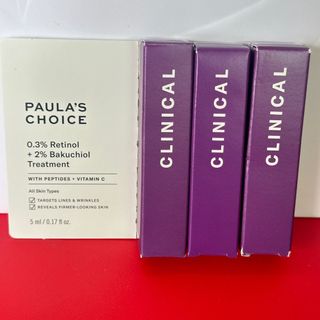 PAULA'S
CHOICE
0.3% Retinol
+ 2% Bakuchiol
Treatment
WITH PEPTIDES + VITAMIN C
All Skin Types
TARGETS LINES & WRINKLES
REVEALS FIRMER-LOOKING SKIN
5 ml / 0.17 fl. oz.
CLINICAL
CLINICAL
CLINICAL